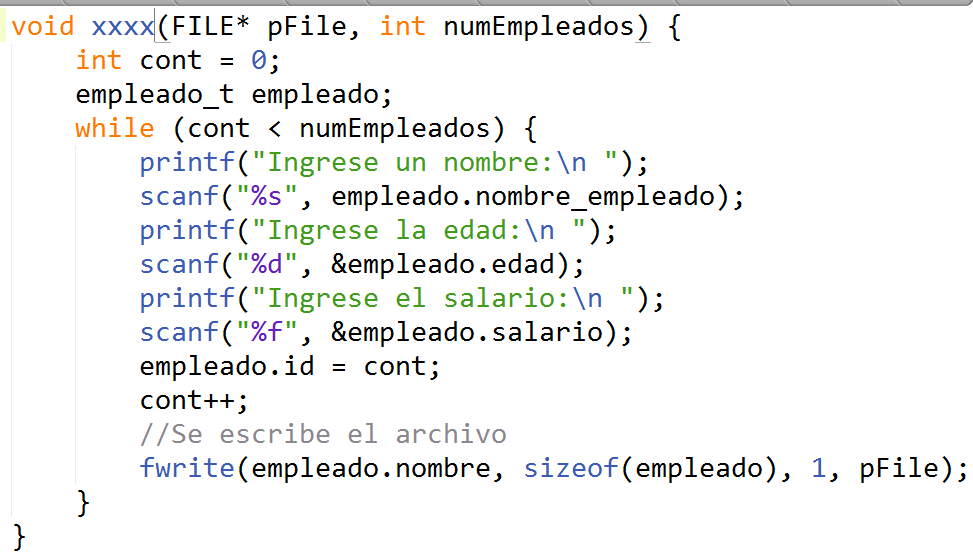 void xxxx(FILE* pFile, int numEmpleados) {
    int cont = 0;
    empleado_t empleado;
    while (cont < numEmpleados) {
        printf("Ingrese un nombre:\n ");
        scanf("%s", empleado.nombre_empleado);
        printf("Ingrese la edad:\n ");
        scanf("%d", &empleado.edad);
        printf("Ingrese el salario:\n ");
        scanf("%f", &empleado.salario);
        empleado.id = cont;
        cont++;
        //Se escribe el archivo
        fwrite(empleado.nombre, sizeof(empleado), 1, pFile);
    }
}